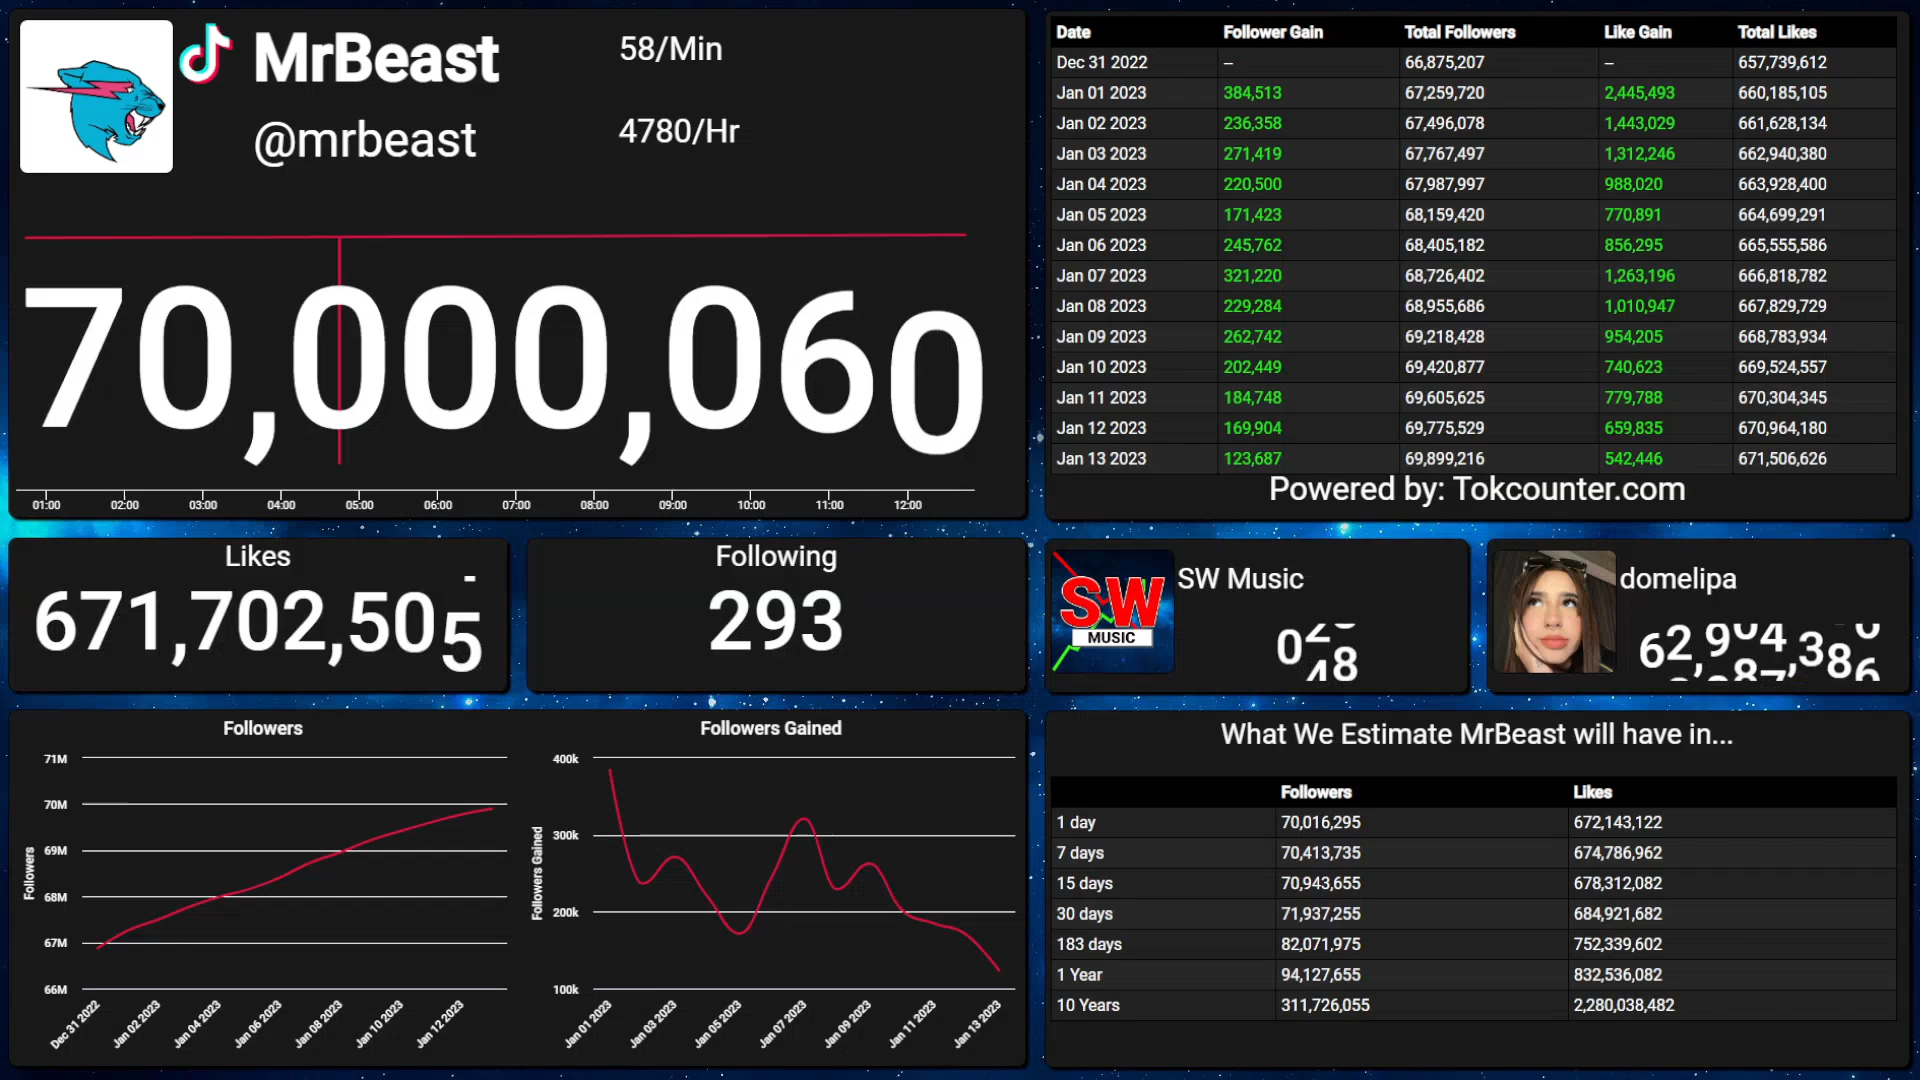 MrBeast
@mrbeast
58/Min
4780/Hr
70,000,060
01:00 02:00 03:00 04:00 05:00 06:00 07:00 08:00 09:00 10:00 11:00 12:00
Date Follower Gain Total Followers Like Gain Total Likes
Dec 31 2022 – 66,875,207 – 657,739,612
Jan 01 2023 384,513 67,259,720 2,445,493 660,185,105
Jan 02 2023 236,358 67,496,078 1,443,029 661,628,134
Jan 03 2023 271,419 67,767,497 1,312,246 662,940,380
Jan 04 2023 220,500 67,987,997 988,020 663,928,400
Jan 05 2023 171,423 68,159,420 770,891 664,699,291
Jan 06 2023 245,762 68,405,182 856,295 665,555,586
Jan 07 2023 321,220 68,726,402 1,263,196 666,818,782
Jan 08 2023 229,284 68,955,686 1,010,947 667,829,729
Jan 09 2023 262,742 69,218,428 954,205 668,783,934
Jan 10 2023 202,449 69,420,877 740,623 669,524,557
Jan 11 2023 184,748 69,605,625 779,788 670,304,345
Jan 12 2023 169,904 69,775,529 659,835 670,964,180
Jan 13 2023 123,687 69,899,216 542,446 671,506,626
Powered by: Tokcounter.com
Likes
671,702,505
Following
293
SW
MUSIC
SW Music
domelipa
Followers
71M
70M
69M
68M
67M
66M
Followers
Dec 31 2022 Jan 02 2023 Jan 04 2023 Jan 06 2023 Jan 08 2023 Jan 10 2023 Jan 12 2023
Followers Gained
400k
300k
200k
100k
Followers Gained
Jan 01 2023 Jan 03 2023 Jan 05 2023 Jan 07 2023 Jan 09 2023 Jan 11 2023 Jan 13 2023
What We Estimate MrBeast will have in...
Followers Likes
1 day 70,016,295 672,143,122
7 days 70,413,735 674,786,962
15 days 70,943,655 678,312,082
30 days 71,937,255 684,921,682
183 days 82,071,975 752,339,602
1 Year 94,127,655 832,536,082
10 Years 311,726,055 2,280,038,482